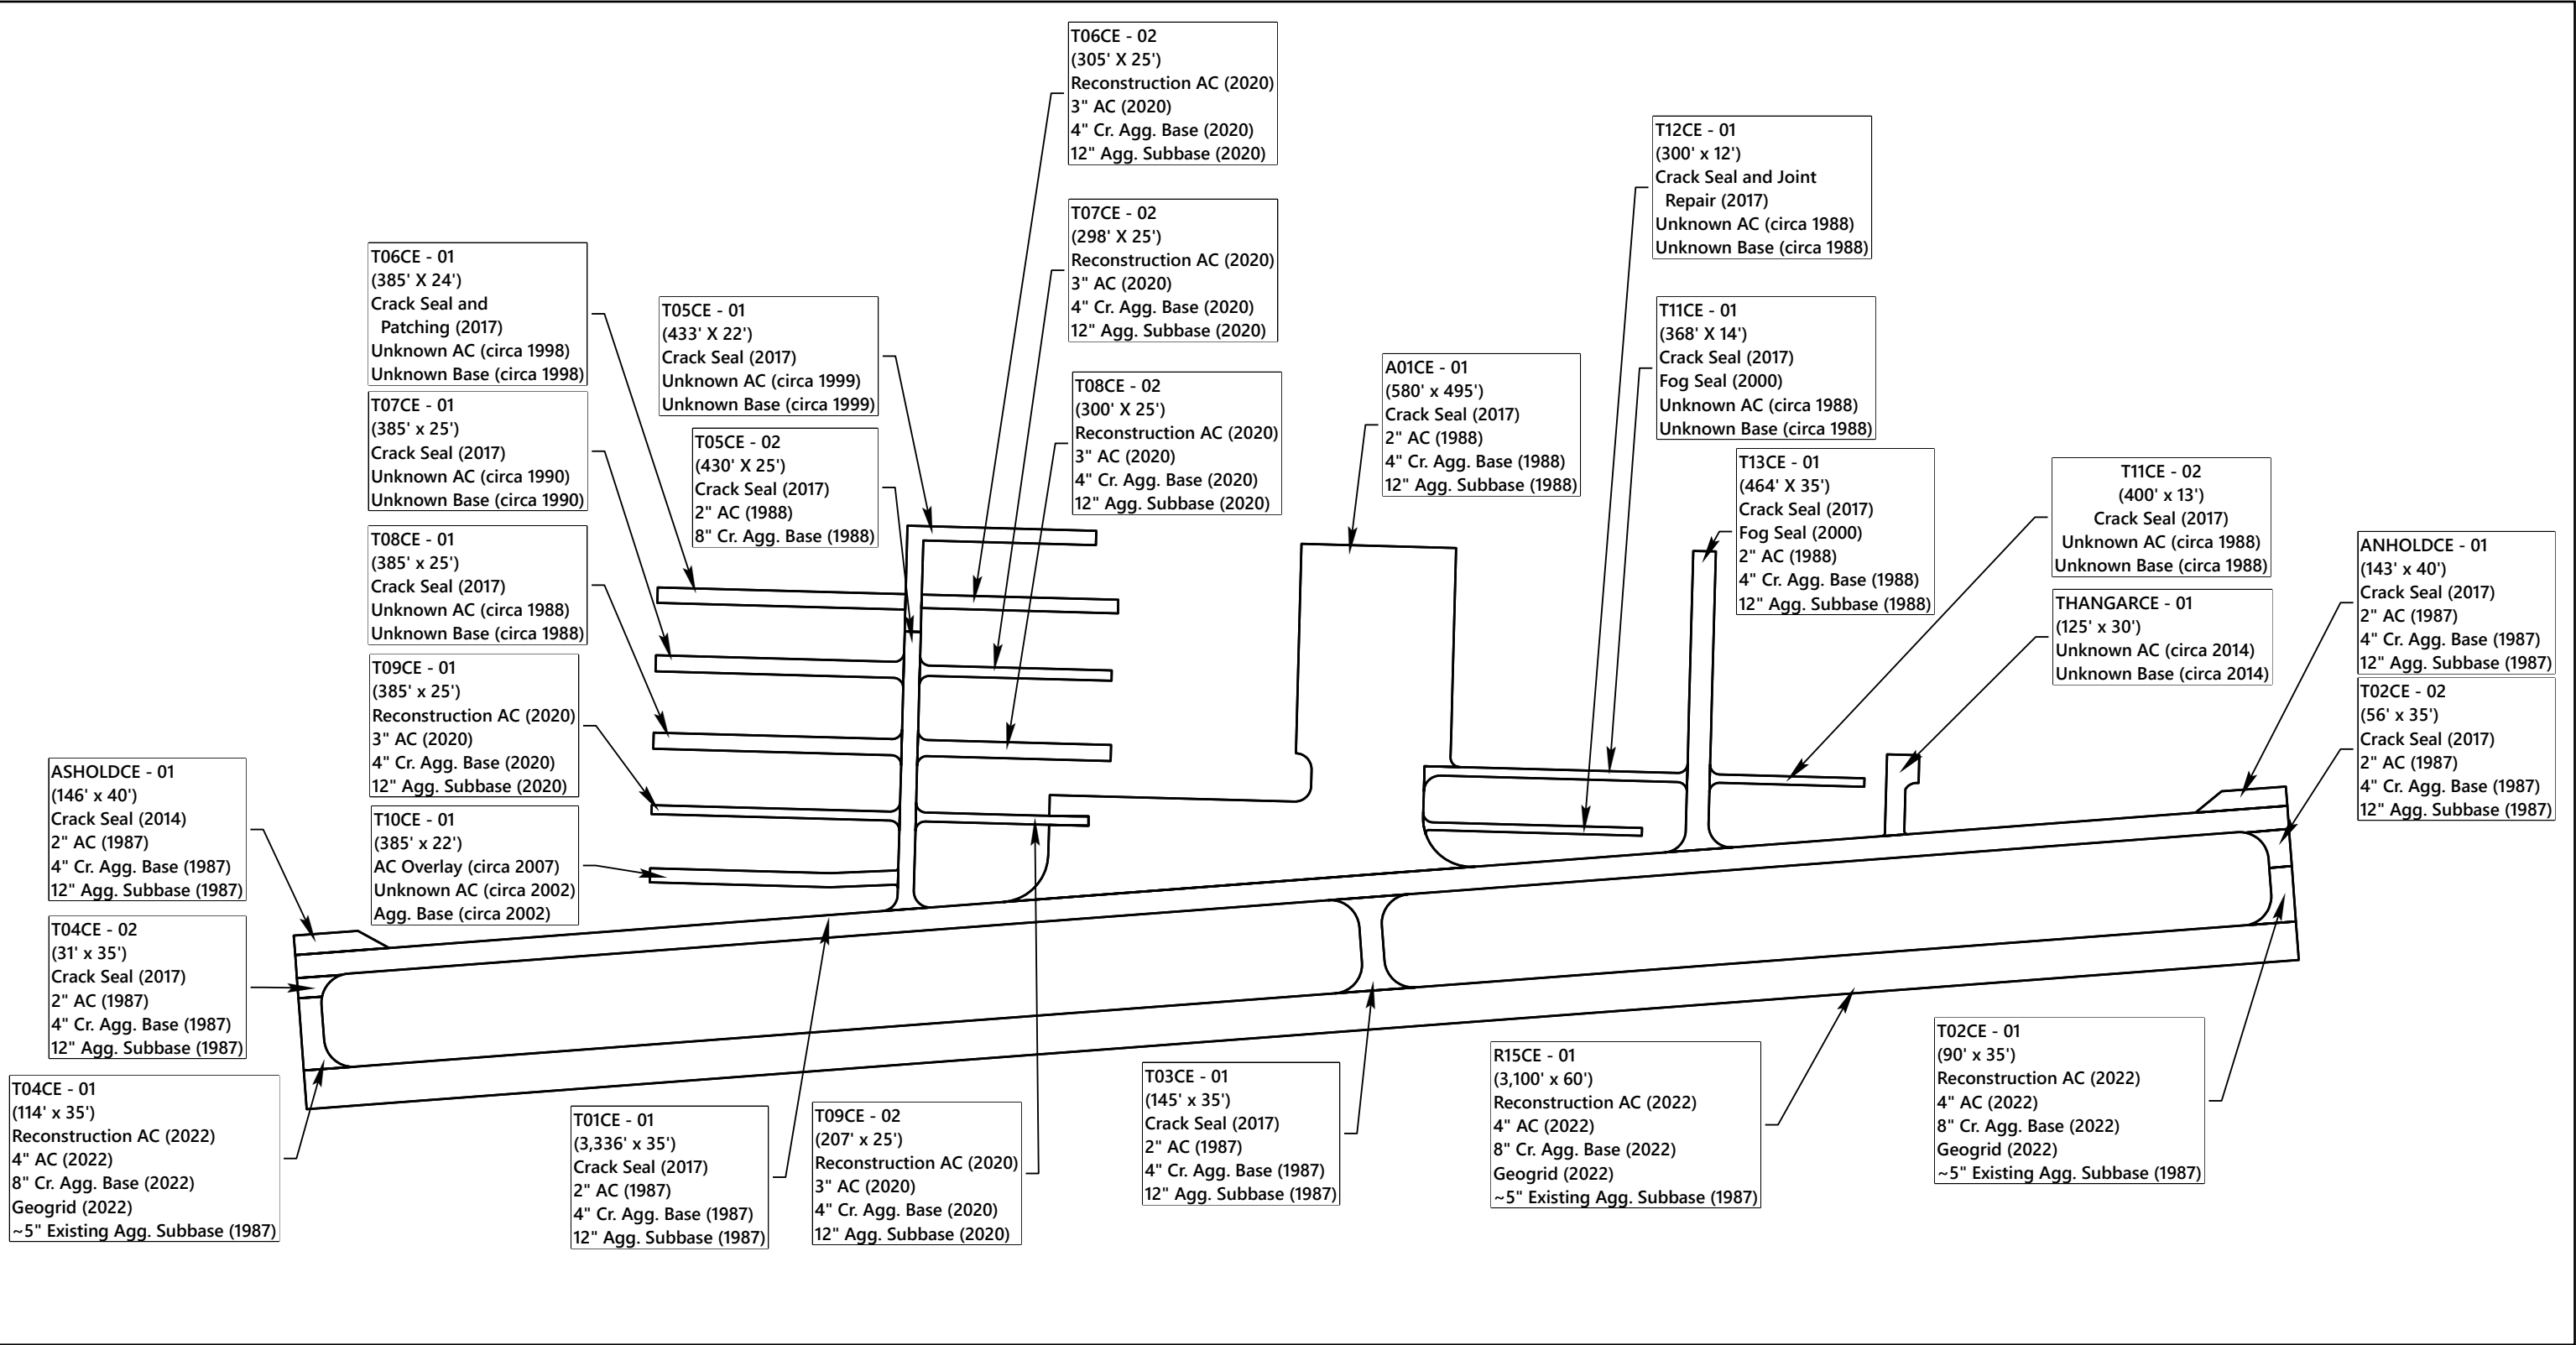 T06CE - 02
(305' X 25')
Reconstruction AC (2020)
3" AC (2020)
4" Cr. Agg. Base (2020)
12" Agg. Subbase (2020)
T12CE - 01
(300' x 12')
Crack Seal and Joint
Repair (2017)
Unknown AC (circa 1988)
Unknown Base (circa 1988)
T07CE - 02
(298' X 25')
Reconstruction AC (2020)
3" AC (2020)
4" Cr. Agg. Base (2020)
12" Agg. Subbase (2020)
T06CE - 01
(385' X 24')
Crack Seal and
Patching (2017)
Unknown AC (circa 1998)
Unknown Base (circa 1998)
T05CE - 01
(433' X 22')
Crack Seal (2017)
Unknown AC (circa 1999)
Unknown Base (circa 1999)
T11CE - 01
(368' X 14')
Crack Seal (2017)
Fog Seal (2000)
Unknown AC (circa 1988)
Unknown Base (circa 1988)
A01CE - 01
(580' x 495')
Crack Seal (2017)
2" AC (1988)
4" Cr. Agg. Base (1988)
12" Agg. Subbase (1988)
T08CE - 02
(300' X 25')
Reconstruction AC (2020)
3" AC (2020)
4" Cr. Agg. Base (2020)
12" Agg. Subbase (2020)
T07CE - 01
(385' x 25')
Crack Seal (2017)
Unknown AC (circa 1990)
Unknown Base (circa 1990)
T05CE - 02
(430' X 25')
Crack Seal (2017)
2" AC (1988)
8" Cr. Agg. Base (1988)
T13CE - 01
(464' X 35')
Crack Seal (2017)
Fog Seal (2000)
2" AC (1988)
4" Cr. Agg. Base (1988)
12" Agg. Subbase (1988)
T11CE - 02
(400' x 13')
Crack Seal (2017)
Unknown AC (circa 1988)
Unknown Base (circa 1988)
T08CE - 01
(385' x 25')
Crack Seal (2017)
Unknown AC (circa 1988)
Unknown Base (circa 1988)
ANHOLDCE - 01
(143' x 40')
Crack Seal (2017)
2" AC (1987)
4" Cr. Agg. Base (1987)
12" Agg. Subbase (1987)
THANGARCE - 01
(125' x 30')
Unknown AC (circa 2014)
Unknown Base (circa 2014)
T09CE - 01
(385' x 25')
Reconstruction AC (2020)
3" AC (2020)
4" Cr. Agg. Base (2020)
12" Agg. Subbase (2020)
T02CE - 02
(56' x 35')
Crack Seal (2017)
2" AC (1987)
4" Cr. Agg. Base (1987)
12" Agg. Subbase (1987)
ASHOLDCE - 01
(146' x 40')
Crack Seal (2014)
2" AC (1987)
4" Cr. Agg. Base (1987)
12" Agg. Subbase (1987)
T10CE - 01
(385' x 22')
AC Overlay (circa 2007)
Unknown AC (circa 2002)
Agg. Base (circa 2002)
T04CE - 02
(31' x 35')
Crack Seal (2017)
2" AC (1987)
4" Cr. Agg. Base (1987)
12" Agg. Subbase (1987)
T04CE - 01
(114' x 35')
Reconstruction AC (2022)
4" AC (2022)
8" Cr. Agg. Base (2022)
Geogrid (2022)
~5" Existing Agg. Subbase (1987)
T01CE - 01
(3,336' x 35')
Crack Seal (2017)
2" AC (1987)
4" Cr. Agg. Base (1987)
12" Agg. Subbase (1987)
T09CE - 02
(207' x 25')
Reconstruction AC (2020)
3" AC (2020)
4" Cr. Agg. Base (2020)
12" Agg. Subbase (2020)
T03CE - 01
(145' x 35')
Crack Seal (2017)
2" AC (1987)
4" Cr. Agg. Base (1987)
12" Agg. Subbase (1987)
R15CE - 01
(3,100' x 60')
Reconstruction AC (2022)
4" AC (2022)
8" Cr. Agg. Base (2022)
Geogrid (2022)
~5" Existing Agg. Subbase (1987)
T02CE - 01
(90' x 35')
Reconstruction AC (2022)
4" AC (2022)
8" Cr. Agg. Base (2022)
Geogrid (2022)
~5" Existing Agg. Subbase (1987)